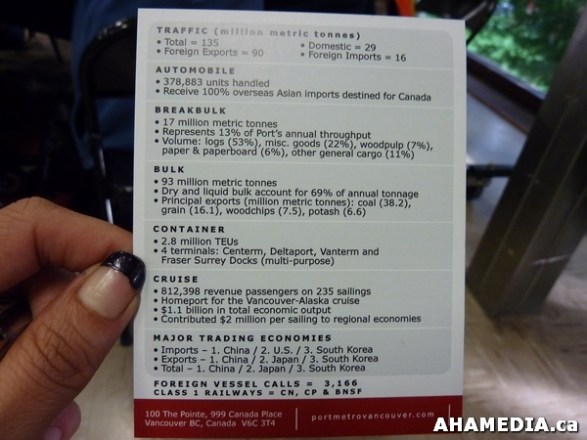 TRAFFIC (million metric tonnes)
• Total = 135 • Domestic = 29
• Foreign Exports = 90 • Foreign Imports = 16
AUTOMOBILE
• 378,883 units handled
• Receive 100% overseas Asian imports destined for Canada
BREAKBULK
• 17 million metric tonnes
• Represents 13% of Port's annual throughput
• Volume: logs (53%), misc. goods (22%), woodpulp (7%),
paper & paperboard (6%), other general cargo (11%)
BULK
• 93 million metric tonnes
• Dry and liquid bulk account for 69% of annual tonnage
• Principal exports (million metric tonnes): coal (38.2),
grain (16.1), woodchips (7.5), potash (6.6)
CONTAINER
• 2.8 million TEUs
• 4 terminals: Centerm, Deltaport, Vanterm and
Fraser Surrey Docks (multi-purpose)
CRUISE
• 812,398 revenue passengers on 235 sailings
• Homeport for the Vancouver-Alaska cruise
• $1.1 billion in total economic output
• Contributed $2 million per sailing to regional economies
MAJOR TRADING ECONOMIES
• Imports – 1. China / 2. U.S. / 3. South Korea
• Exports – 1. China / 2. Japan / 3. South Korea
• Total – 1. China / 2. Japan / 3. South Korea
FOREIGN VESSEL CALLS = 3,166
CLASS 1 RAILWAYS = CN, CP & BNSF
100 The Pointe, 999 Canada Place
Vancouver BC, Canada V6C 3T4
portmetrovancouver.com
AHAMEDIA.ca